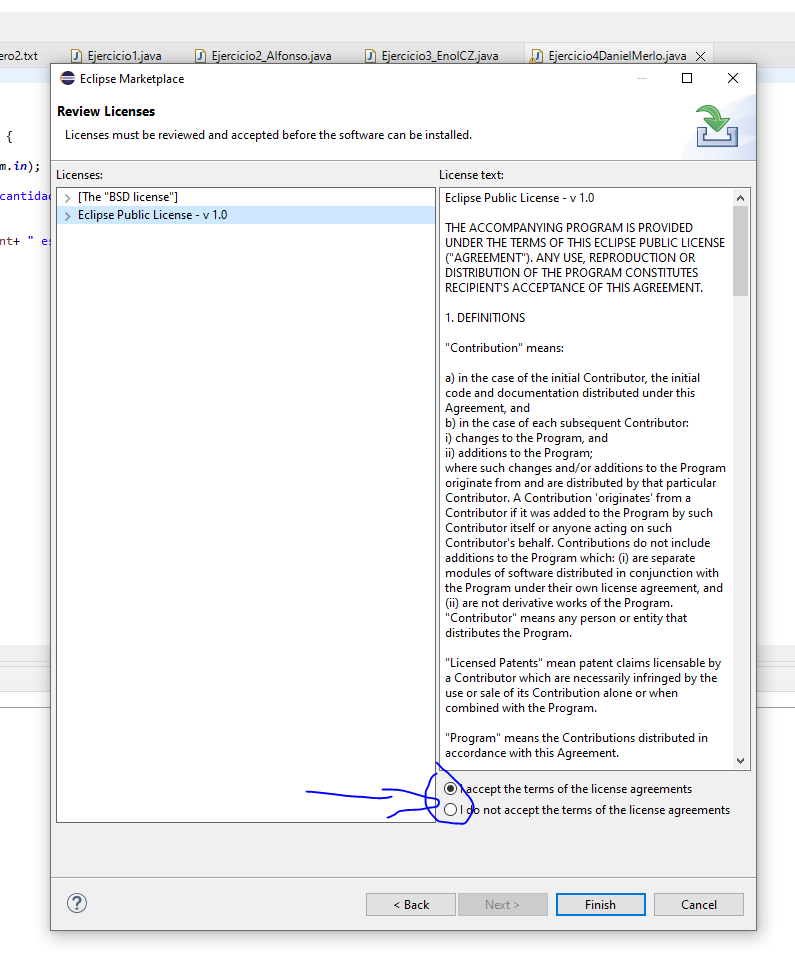 ero2.txt
Ejercicio1.java
Ejercicio2_Alfonso.java
Ejercicio3_EnolCZ.java
Ejercicio4DanielMerlo.java
Eclipse Marketplace
Review Licenses
Licenses must be reviewed and accepted before the software can be installed.
{
m.in);
cantidad
nt+ " es
Licenses:
[The "BSD license"]
Eclipse Public License - v 1.0
License text:
Eclipse Public License - v 1.0
THE ACCOMPANYING PROGRAM IS PROVIDED
UNDER THE TERMS OF THIS ECLIPSE PUBLIC LICENSE
("AGREEMENT"). ANY USE, REPRODUCTION OR
DISTRIBUTION OF THE PROGRAM CONSTITUTES
RECIPIENT'S ACCEPTANCE OF THIS AGREEMENT.
1. DEFINITIONS
"Contribution" means:
a) in the case of the initial Contributor, the initial
code and documentation distributed under this
Agreement, and
b) in the case of each subsequent Contributor:
i) changes to the Program, and
ii) additions to the Program;
where such changes and/or additions to the Program
originate from and are distributed by that particular
Contributor. A Contribution 'originates' from a
Contributor if it was added to the Program by such
Contributor itself or anyone acting on such
Contributor's behalf. Contributions do not include
additions to the Program which: (i) are separate
modules of software distributed in conjunction with
the Program under their own license agreement, and
(ii) are not derivative works of the Program.
"Contributor" means any person or entity that
distributes the Program.
"Licensed Patents" mean patent claims licensable by
a Contributor which are necessarily infringed by the
use or sale of its Contribution alone or when
combined with the Program.
"Program" means the Contributions distributed in
accordance with this Agreement.
I accept the terms of the license agreements
I do not accept the terms of the license agreements
?
< Back
Next >
Finish
Cancel